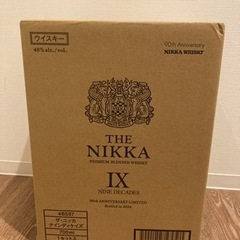 ウイスキー
48% alc./vol.
90th Anniversary
NIKKA WHISKY
THE
NIKKA
PREMIUM BLENDED WHISKY
IX
NINE DECADES
90th ANNIVERSARY LIMITED
Bottled in 2024
46587
ザ・ニッカ
ナインディケイズ
700ml